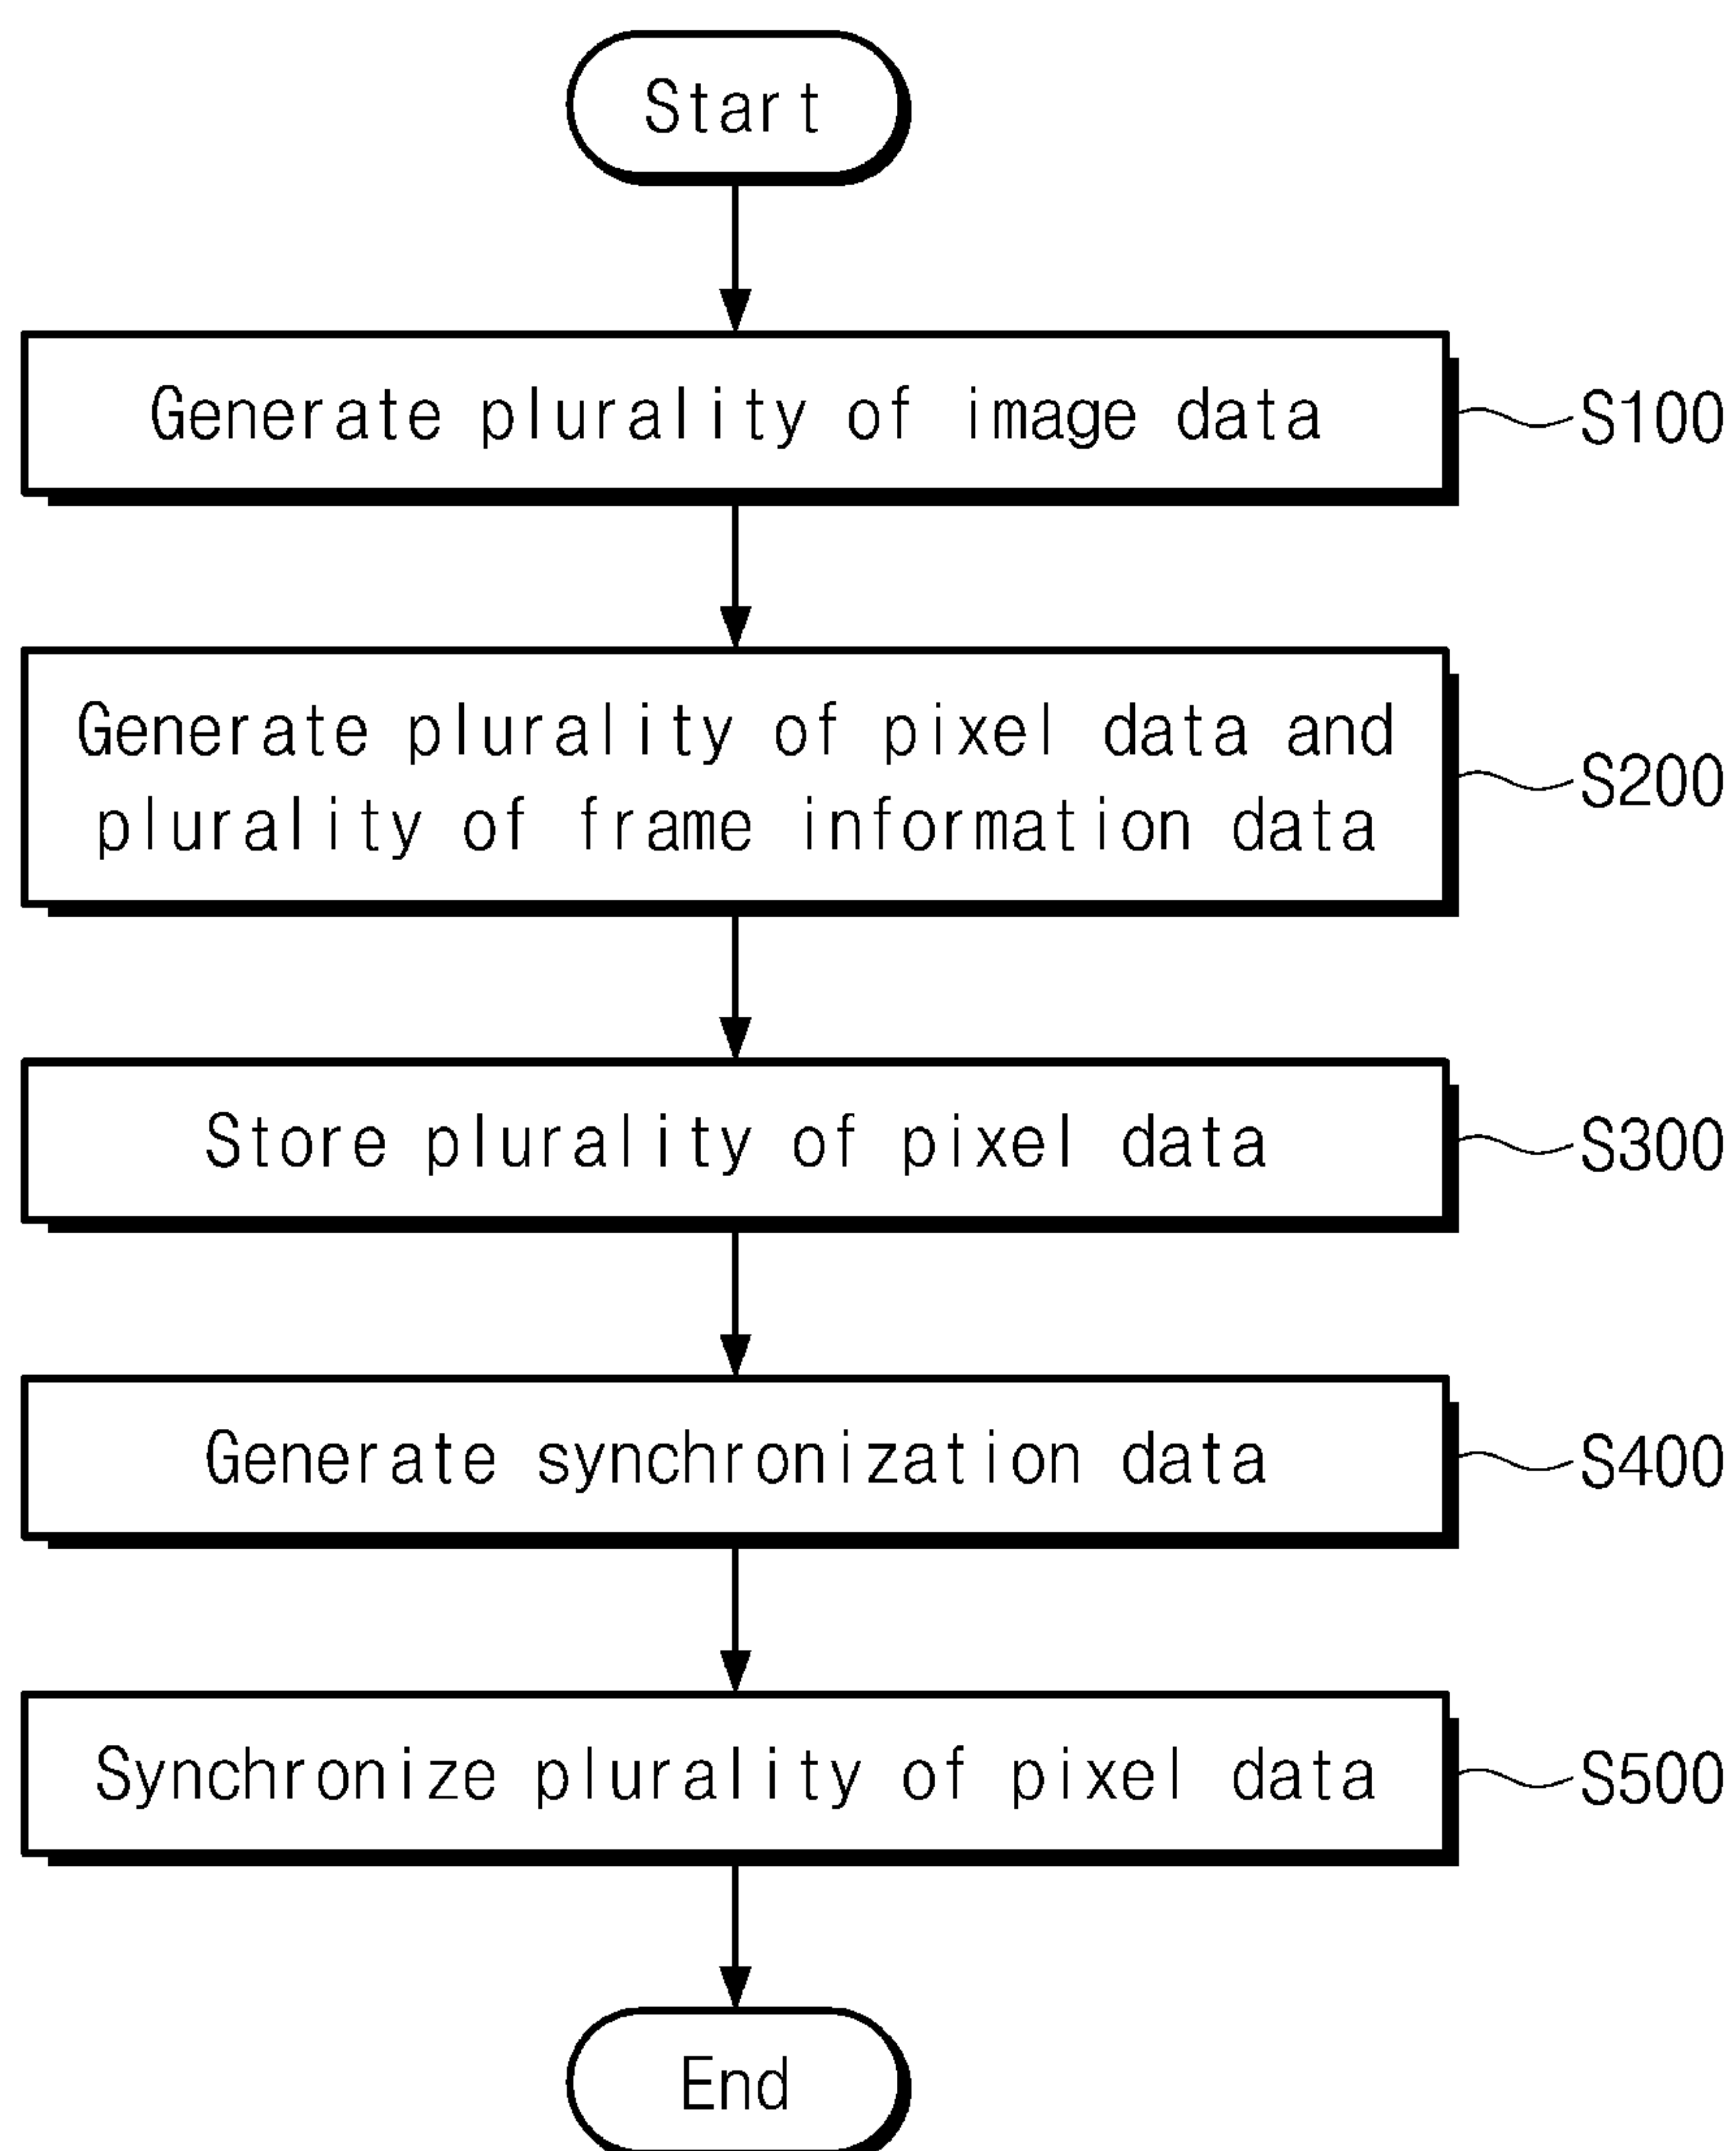 Start
Generate plurality of image data
S100
Generate plurality of pixel data and
plurality of frame information data
S200
Store plurality of pixel data
S300
Generate synchronization data
S400
Synchronize plurality of pixel data
S500
End